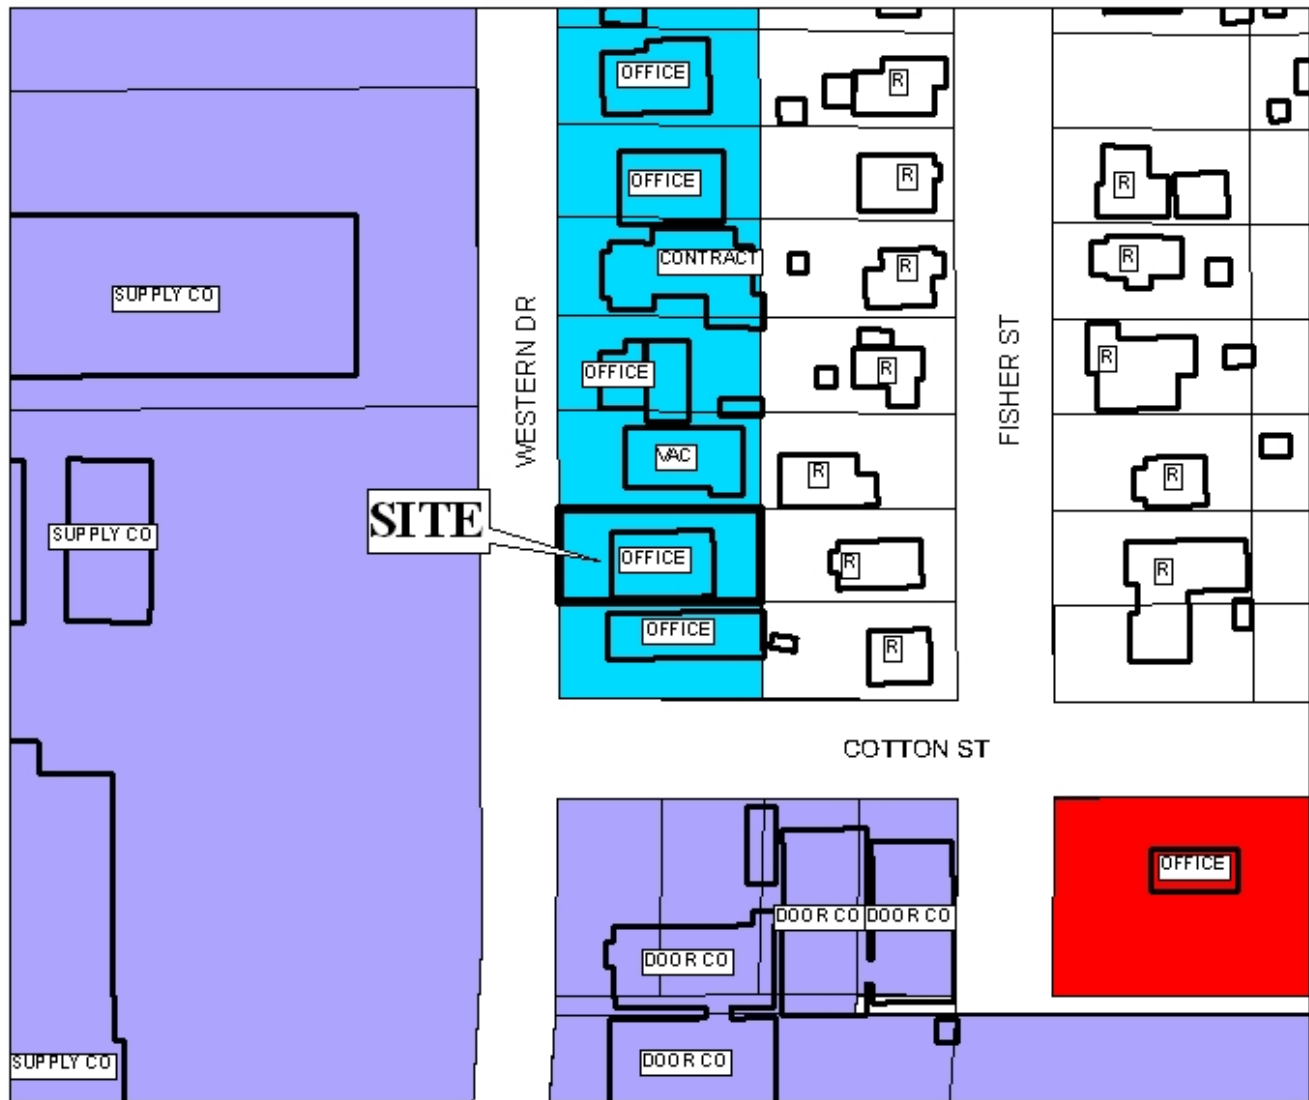 OFFICE
R
OFFICE
R
R
CONTRACT
R
R
SUPPLY CO
WESTERN DR
FISHER ST
OFFICE
R
R
VAC
R
R
SITE
SUPPLY CO
OFFICE
R
R
OFFICE
R
COTTON ST
OFFICE
DOOR CO
DOOR CO
DOOR CO
SUPPLY CO
DOOR CO